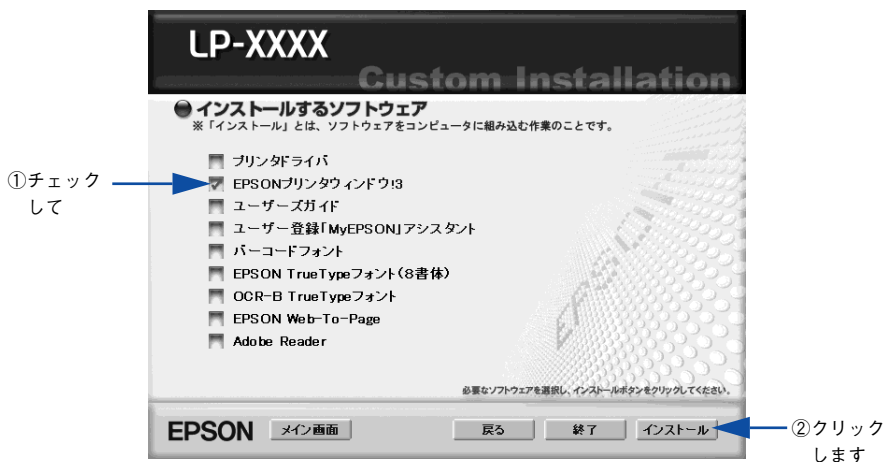 LP-XXXX
Custom Installation
インストールするソフトウェア
※「インストール」とは、ソフトウェアをコンピュータに組み込む作業のことです。
プリンタドライバ
①チェック
して
EPSONプリンタウィンドウ!3
ユーザーズガイド
ユーザー登録「MyEPSON」アシスタント
バーコードフォント
EPSON TrueTypeフォント(8書体)
OCR-B TrueTypeフォント
EPSON Web-To-Page
Adobe Reader
EPSON
必要なソフトウェアを選択し、インストールボタンをクリックしてください。
EPSON
メイン画面
戻る
終了
インストール
②クリック
します